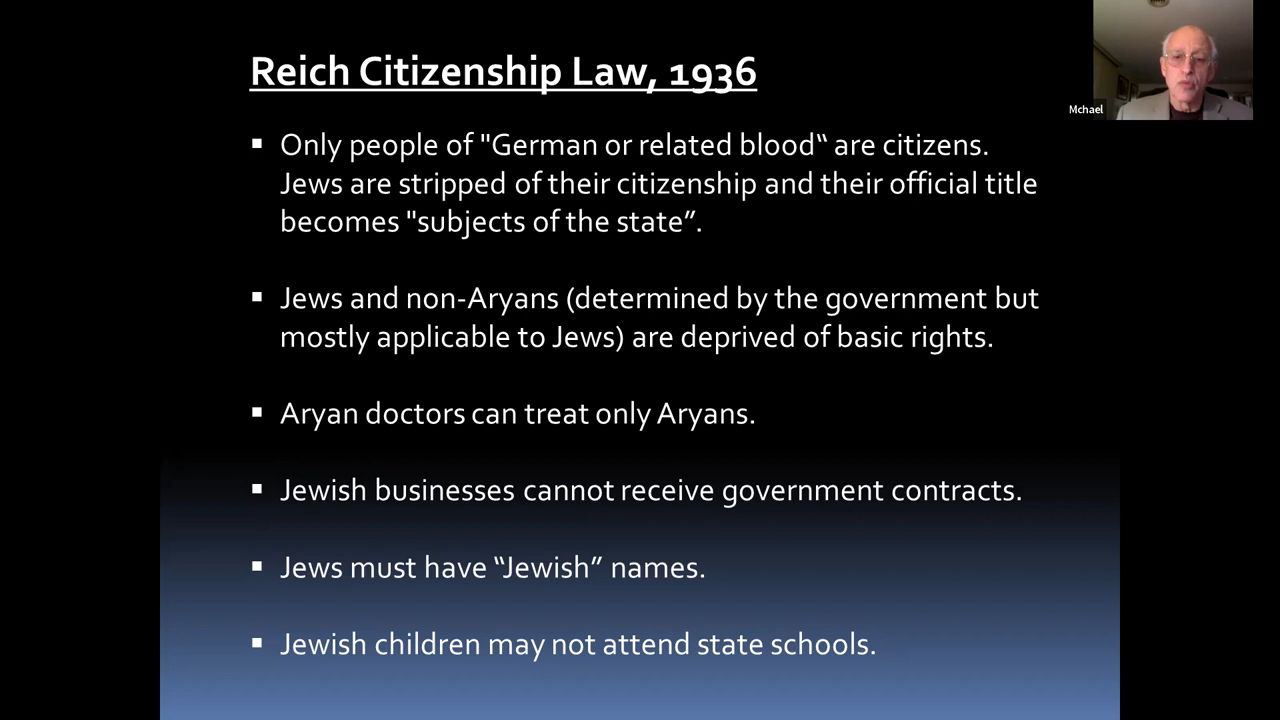 Reich Citizenship Law, 1936
Mchael
▪ Only people of "German or related blood“ are citizens.
Jews are stripped of their citizenship and their official title
becomes "subjects of the state”.
▪ Jews and non-Aryans (determined by the government but
mostly applicable to Jews) are deprived of basic rights.
▪ Aryan doctors can treat only Aryans.
▪ Jewish businesses cannot receive government contracts.
▪ Jews must have “Jewish” names.
▪ Jewish children may not attend state schools.